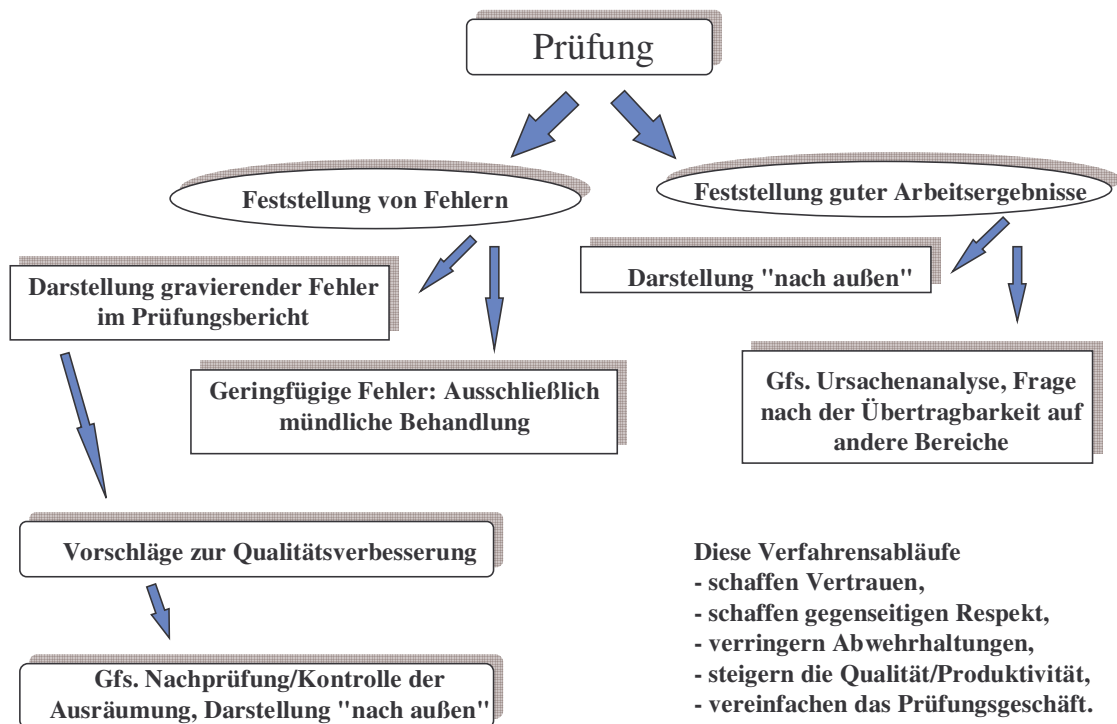 Prüfung
Feststellung von Fehlern
Feststellung guter Arbeitsergebnisse
Darstellung gravierender Fehler
im Prüfungsbericht
Darstellung "nach außen"
Geringfügige Fehler: Ausschließlich
mündliche Behandlung
Gfs. Ursachenanalyse, Frage
nach der Übertragbarkeit auf
andere Bereiche
Vorschläge zur Qualitätsverbesserung
Gfs. Nachprüfung/Kontrolle der
Ausräumung, Darstellung "nach außen"
Diese Verfahrensabläufe
- schaffen Vertrauen,
- schaffen gegenseitigen Respekt,
- verringern Abwehrhaltungen,
- steigern die Qualität/Produktivität,
- vereinfachen das Prüfungsgeschäft.